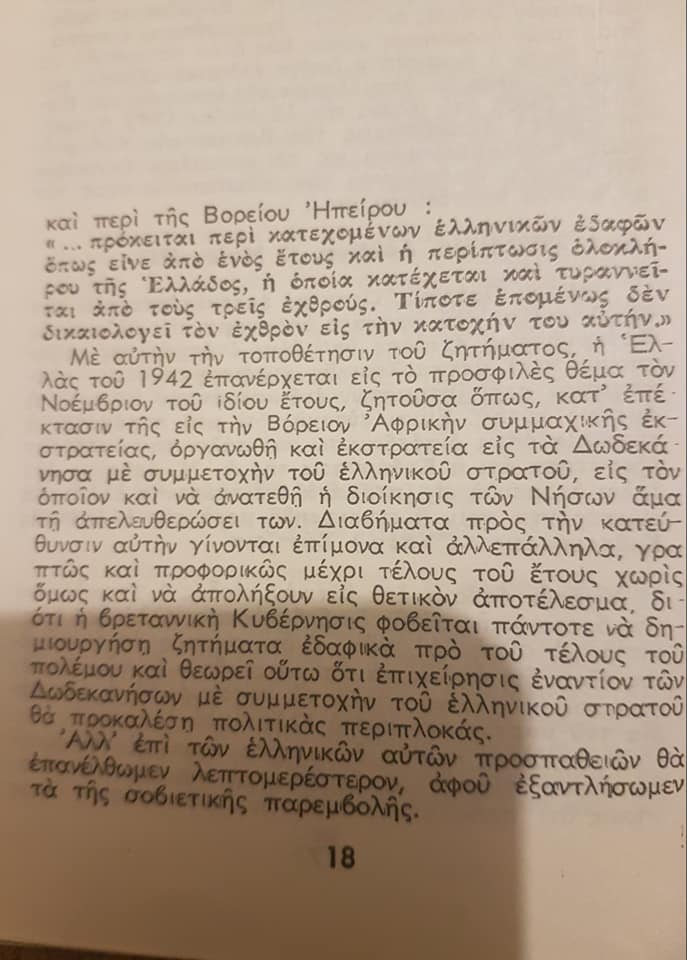 καὶ περὶ τῆς Βορείου Ἠπείρου :
«... πρόκειται περὶ κατεχομένων ἑλληνικῶν ἐδαφῶν
ὅπως εἶνε ἀπὸ ἑνὸς ἔτους καὶ ἡ περίπτωσις ὁλοκλή-
ρου τῆς Ἑλλάδος, ἡ ὁποία κατέχεται καὶ τυραννεῖ-
ται ἀπὸ τοὺς τρεῖς ἐχθρούς. Τίποτε ἑπομένως δὲν
δικαιολογεῖ τὸν ἐχθρὸν εἰς τὴν κατοχήν του αὐτήν.»
Μὲ αὐτὴν τὴν τοποθέτησιν τοῦ ζητήματος, ἡ Ἑλ-
λὰς τοῦ 1942 ἐπανέρχεται εἰς τὸ προσφιλὲς θέμα τὸν
Νοέμβριον τοῦ ἰδίου ἔτους, ζητοῦσα ὅπως, κατ' ἐπέ-
κτασιν τῆς εἰς τὴν Βόρειον Ἀφρικὴν συμμαχικῆς ἐκ-
στρατείας, ὀργανωθῇ καὶ ἐκστρατεία εἰς τὰ Δωδεκά-
νησα μὲ συμμετοχὴν τοῦ ἑλληνικοῦ στρατοῦ, εἰς τὸν
ὁποῖον καὶ νὰ ἀνατεθῇ ἡ διοίκησις τῶν Νήσων ἅμα
τῇ ἀπελευθερώσει των. Διαβήματα πρὸς τὴν κατεύ-
θυνσιν αὐτὴν γίνονται ἐπίμονα καὶ ἀλλεπάλληλα, γρα
πτῶς καὶ προφορικῶς μέχρι τέλους τοῦ ἔτους χωρὶς
ὅμως καὶ νὰ ἀπολήξουν εἰς θετικὸν ἀποτέλεσμα, δι-
ότι ἡ βρεταννικὴ Κυβέρνησις φοβεῖται πάντοτε νὰ δη-
μιουργήσῃ ζητήματα ἐδαφικὰ πρὸ τοῦ τέλους τοῦ
πολέμου καὶ θεωρεῖ οὕτω ὅτι ἐπιχείρησις ἐναντίον τῶν
Δωδεκανήσων μὲ συμμετοχὴν τοῦ ἑλληνικοῦ στρατοῦ
θὰ προκαλέσῃ πολιτικὰς περιπλοκάς.
Ἀλλ' ἐπὶ τῶν ἑλληνικῶν αὐτῶν προσπαθειῶν θὰ
ἐπανέλθωμεν λεπτομερέστερον, ἀφοῦ ἐξαντλήσωμεν
τὰ τῆς σοβιετικῆς παρεμβολῆς.
18